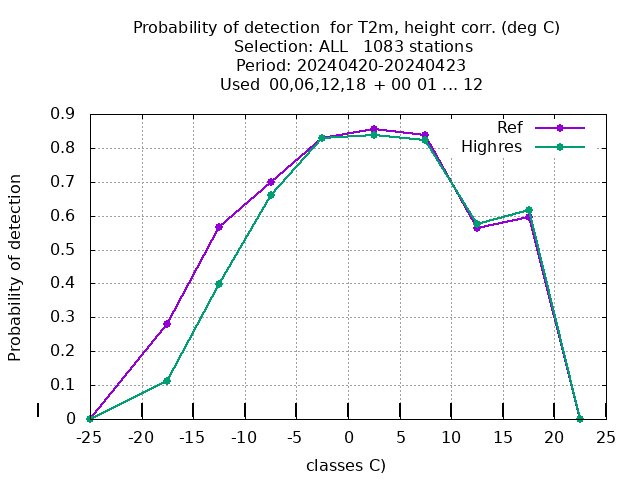 Probability of detection  for T2m, height corr. (deg C)
Selection: ALL   1083 stations
Period: 20240420-20240423
Used  00,06,12,18  + 00 01 ... 12
Ref
Highres
Probability of detection
0.9
0.8
0.7
0.6
0.5
0.4
0.3
0.2
0.1
0
-25 -20 -15 -10 -5 0 5 10 15 20 25
classes C)